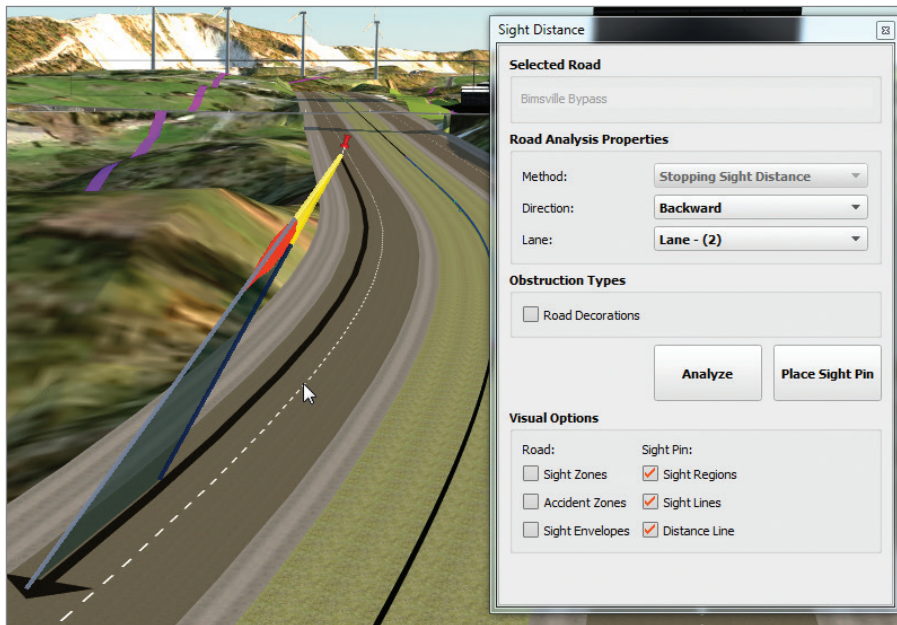 Sight Distance
Selected Road
Bimsville Bypass
Road Analysis Properties
Method: Stopping Sight Distance
Direction: Backward
Lane: Lane - (2)
Obstruction Types
Road Decorations
Analyze Place Sight Pin
Visual Options
Road: Sight Pin:
Sight Zones Sight Regions
Accident Zones Sight Lines
Sight Envelopes Distance Line